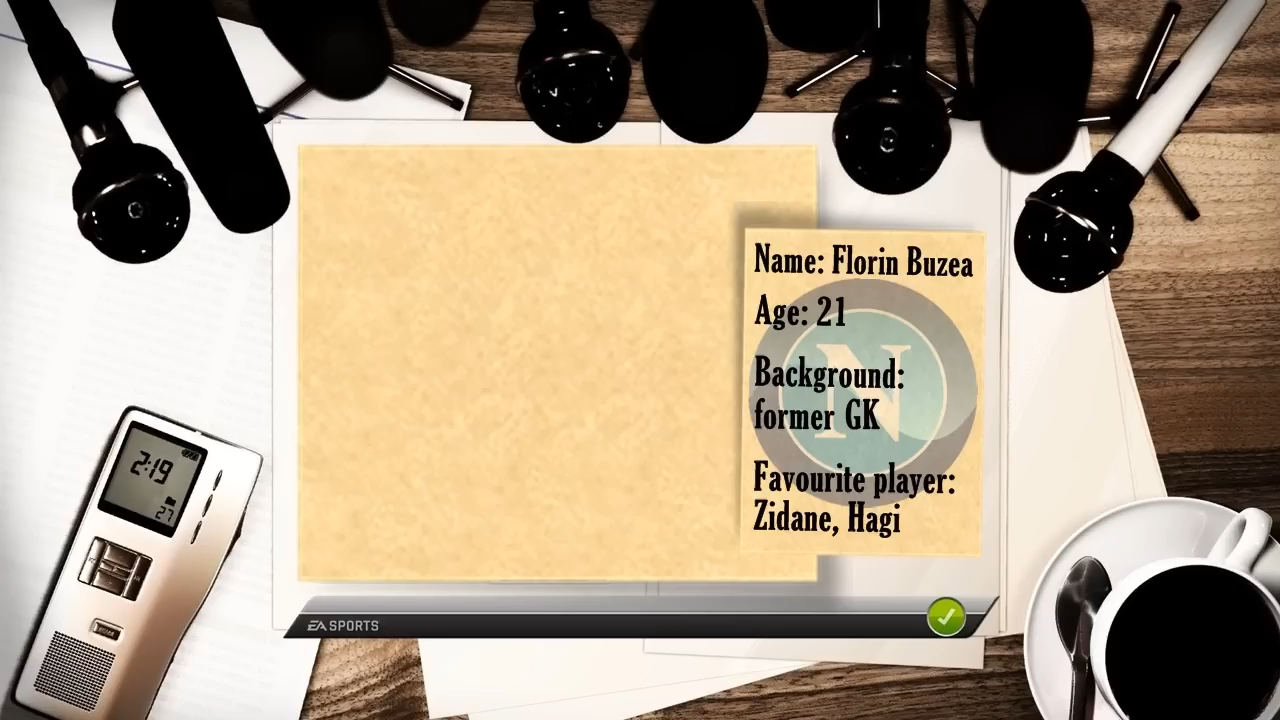 Name: Florin Buzea
Age: 21
Background:
former GK
Favourite player:
Zidane, Hagi
N
2:19
27
EA SPORTS